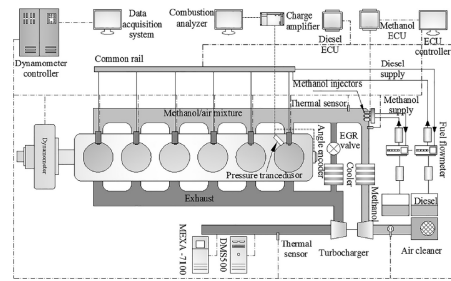 Dynamometer
controller
Data
acquisition
system
Combustion
analyzer
Charge
amplifier
Diesel
ECU
Methanol
ECU
ECU
controller
Common rail
Diesel
supply
Methanol injectors
Thermal sensor
Methanol
supply
Methanol/air mixture
Dynamometer
Angle encoder
EGR
valve
Cooler
Methanol
Fuel flowmeter
Pressure trancedusor
Exhaust
Diesel
MEXA -7100
DMS500
Thermal
sensor
Turbocharger
Air cleaner